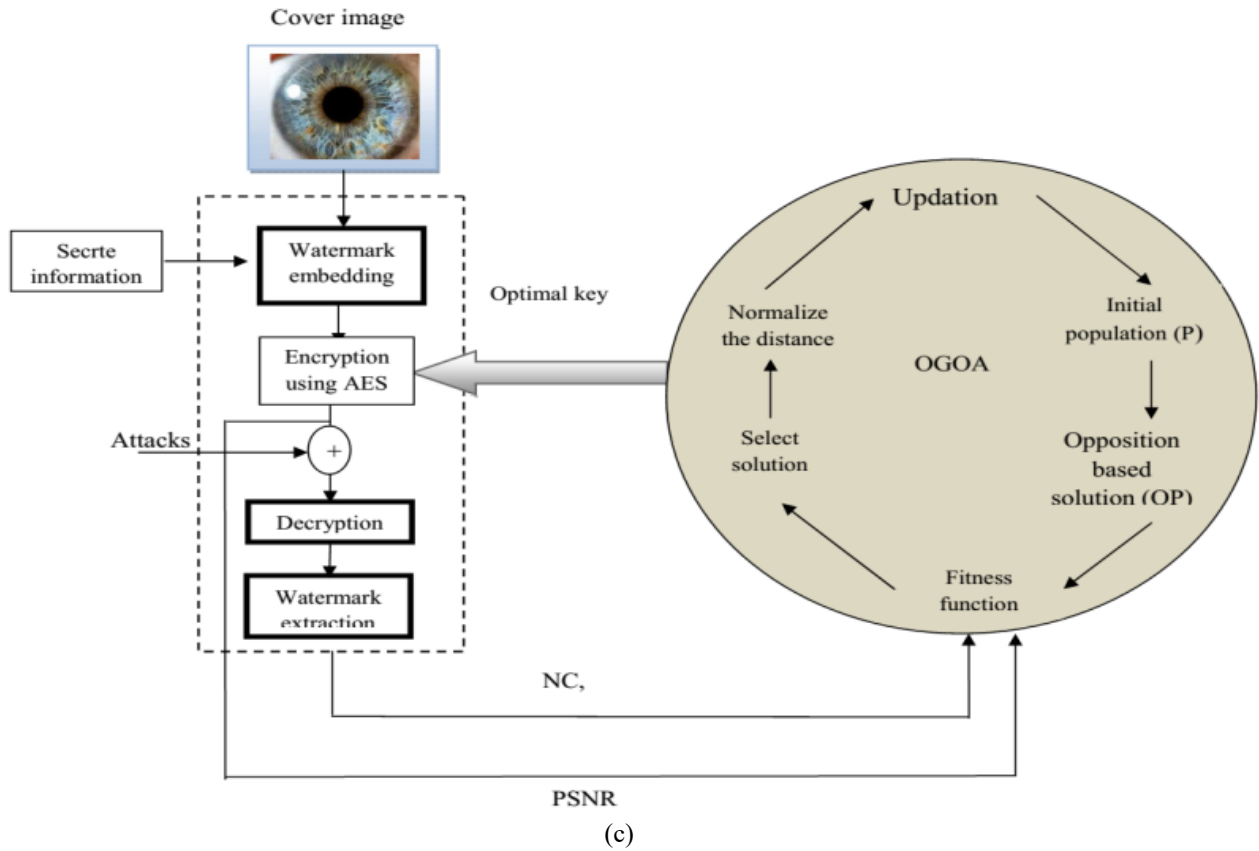 Cover image
Secrte
information
Watermark
embedding
Optimal key
Encryption
using AES
Attacks
+
Decryption
Watermark
extraction
Updation
Initial
population (P)
Opposition
based
solution (OP)
Fitness
function
Select
solution
Normalize
the distance
OGOA
NC,
PSNR
(c)